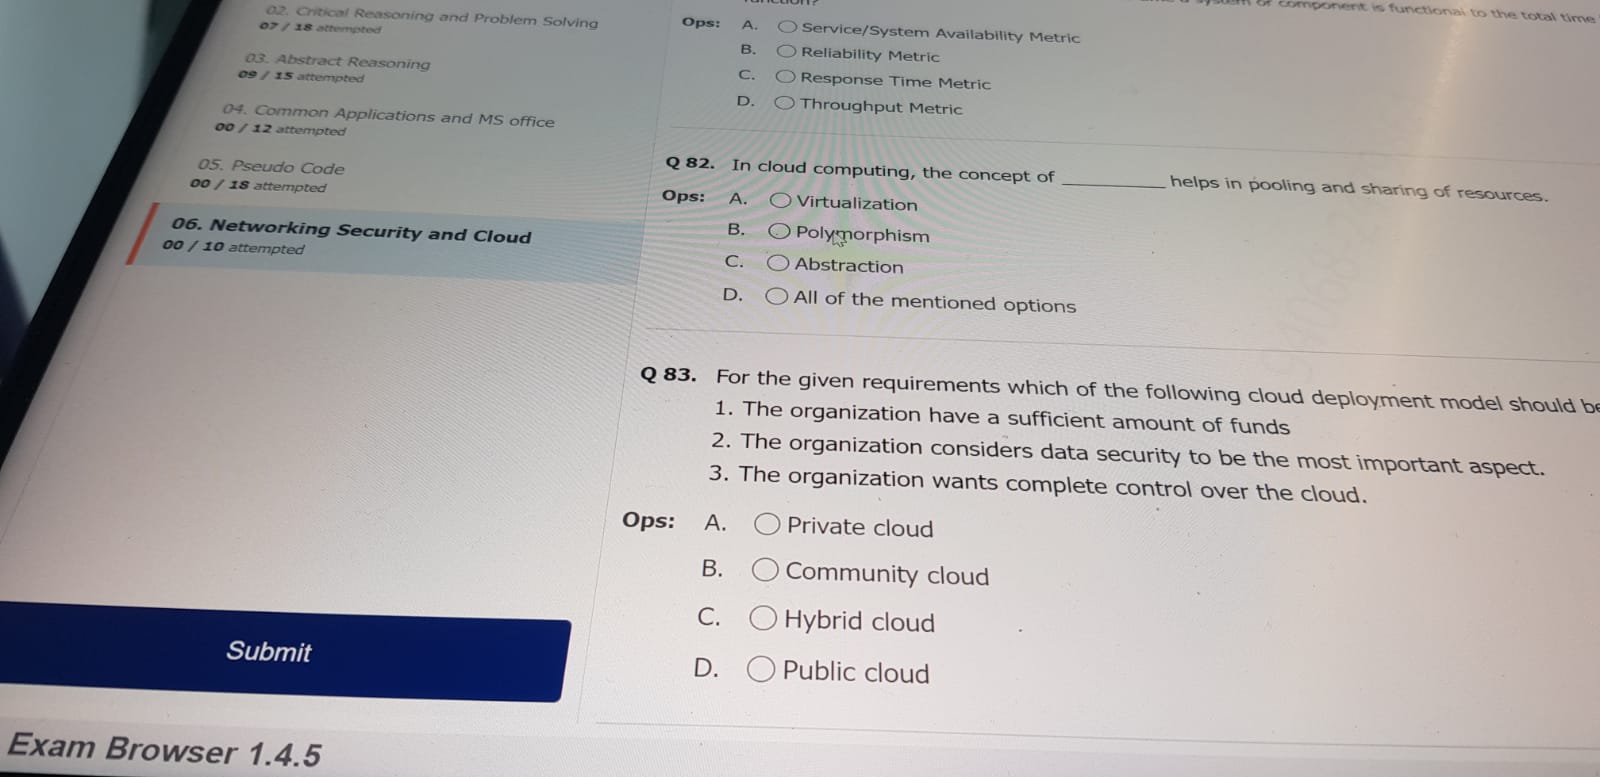 02. Critical Reasoning and Problem Solving
07 / 18 attempted
03. Abstract Reasoning
09 / 15 attempted
04. Common Applications and MS office
00 / 12 attempted
05. Pseudo Code
00 / 18 attempted
06. Networking Security and Cloud
00 / 10 attempted
Submit
Exam Browser 1.4.5
system or component is functional to the total time
Ops: A. Service/System Availability Metric
B. Reliability Metric
C. Response Time Metric
D. Throughput Metric
Q 82. In cloud computing, the concept of __________ helps in pooling and sharing of resources.
Ops: A. Virtualization
B. Polymorphism
C. Abstraction
D. All of the mentioned options
Q 83. For the given requirements which of the following cloud deployment model should
1. The organization have a sufficient amount of funds
2. The organization considers data security to be the most important aspect.
3. The organization wants complete control over the cloud.
Ops: A. Private cloud
B. Community cloud
C. Hybrid cloud
D. Public cloud